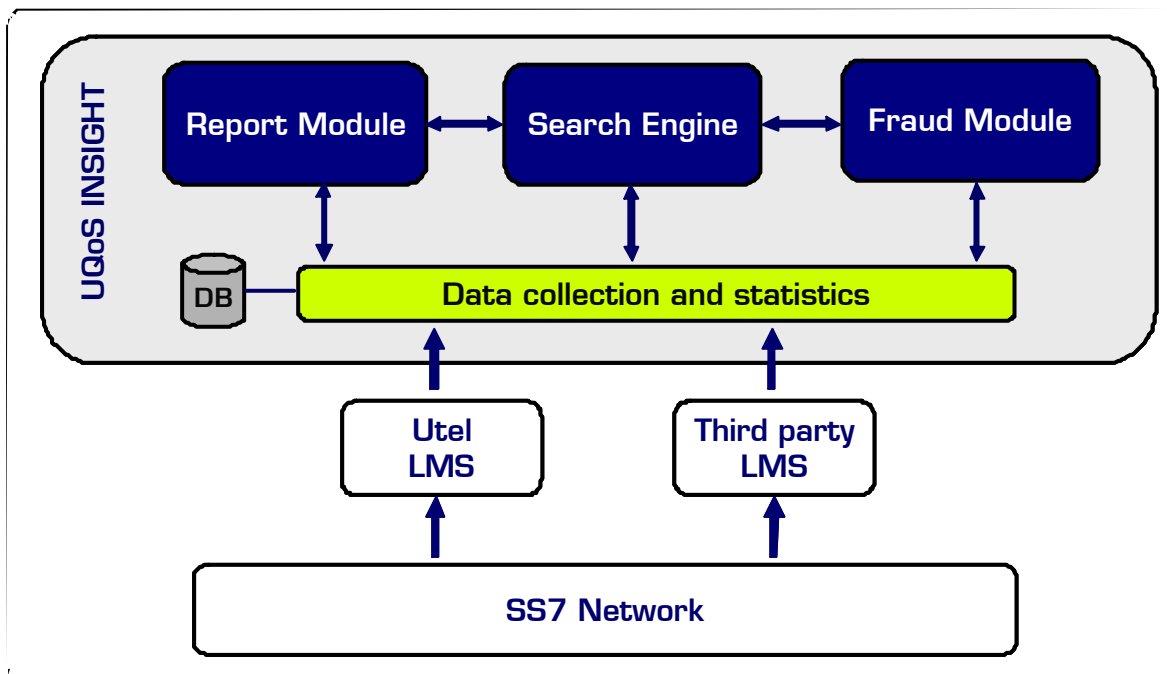 UQoS INSIGHT
Report Module
Search Engine
Fraud Module
DB
Data collection and statistics
Utel
LMS
Third party
LMS
SS7 Network